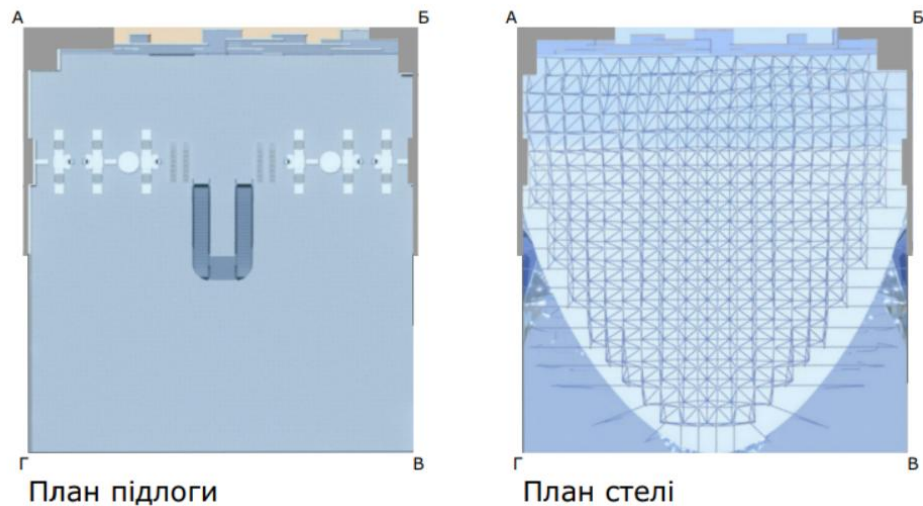 А Б А Б
Г В Г В
План підлоги План стелі